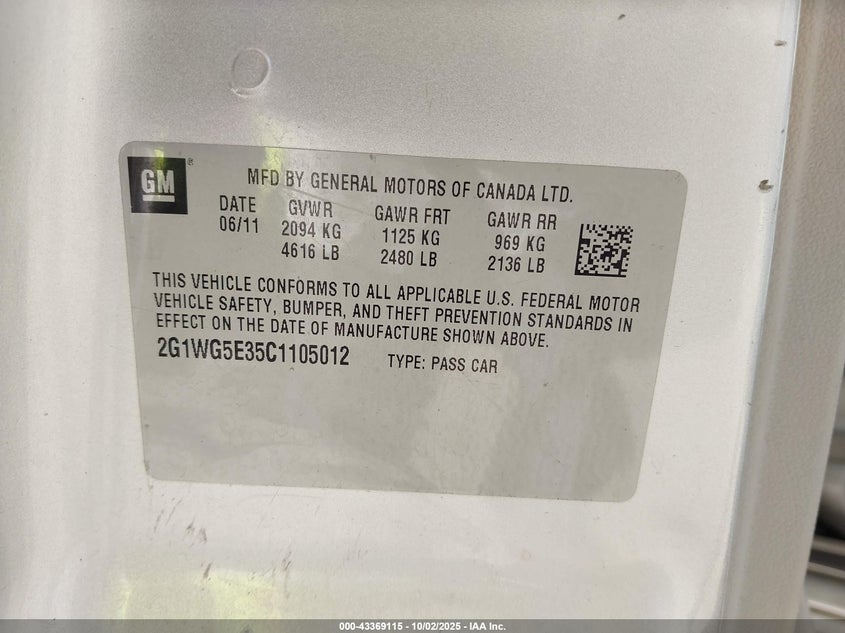 GM ®
MFD BY GENERAL MOTORS OF CANADA LTD.
DATE GVWR GAWR FRT GAWR RR
06/11 2094 KG 1125 KG 969 KG
4616 LB 2480 LB 2136 LB
THIS VEHICLE CONFORMS TO ALL APPLICABLE U.S. FEDERAL MOTOR
VEHICLE SAFETY, BUMPER, AND THEFT PREVENTION STANDARDS IN
EFFECT ON THE DATE OF MANUFACTURE SHOWN ABOVE.
2G1WG5E35C1105012 TYPE: PASS CAR
000-43369115 - 10/02/2025 - IAA Inc.